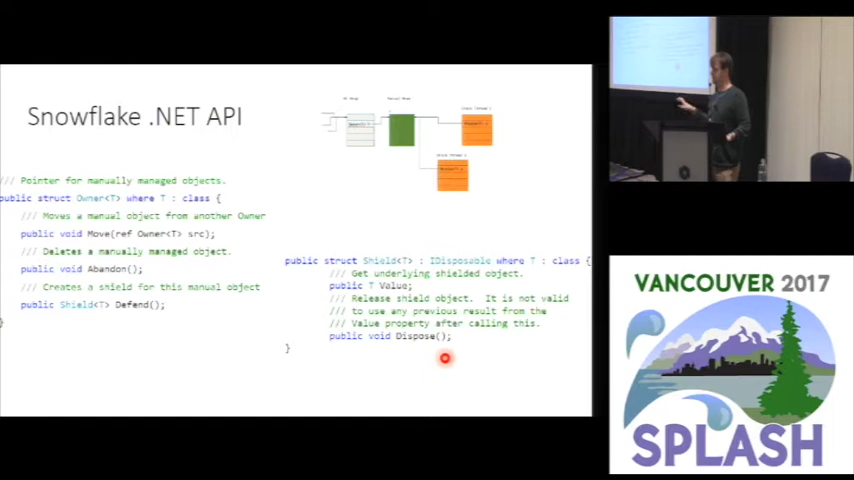 Snowflake .NET API
/// Pointer for manually managed objects.
public struct Owner<T> where T : class {
/// Moves a manual object from another Owner
public void Move(ref Owner<T> src);
/// Deletes a manually managed object.
public void Abandon();
/// Creates a shield for this manual object
public Shield<T> Defend();
}
public struct Shield<T> : IDisposable where T : class {
/// Get underlying shielded object.
public T Value;
/// Release shield object. It is not valid
/// to use any previous result from the
/// Value property after calling this.
public void Dispose();
}
VANCOUVER 2017
SPLASH